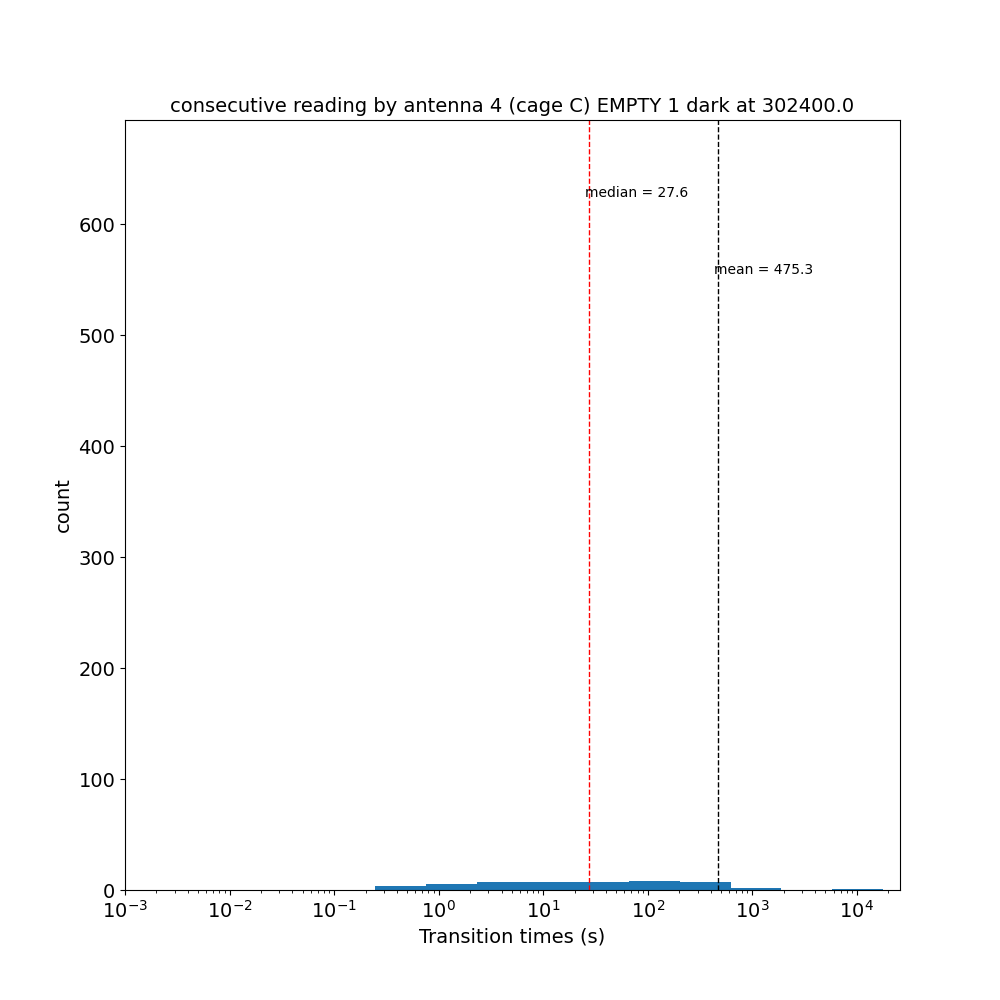 consecutive reading by antenna 4 (cage C) EMPTY 1 dark at 302400.0
median = 27.6
mean = 475.3
600
500
400
300
200
100
0
count
10⁻³ 10⁻² 10⁻¹ 10⁰ 10¹ 10² 10³ 10⁴
Transition times (s)